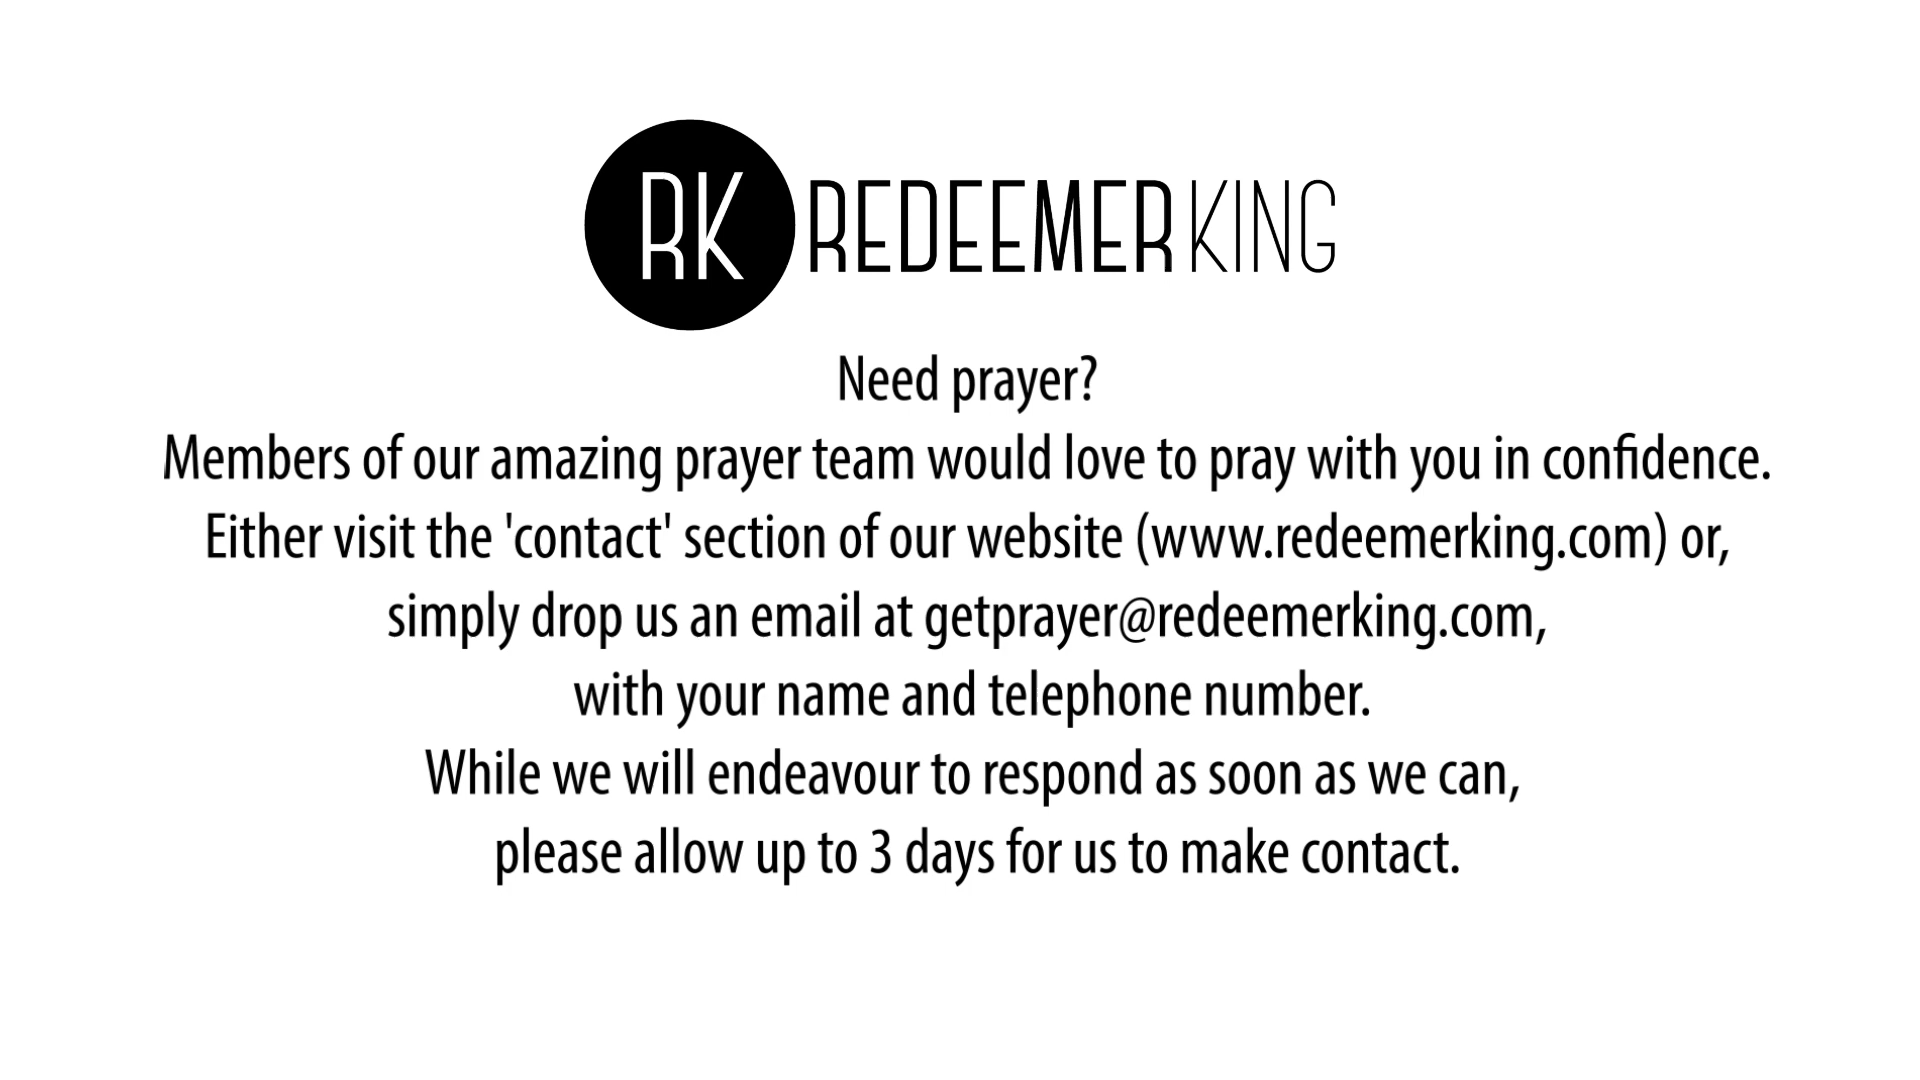 RK REDEEMERKING
Need prayer?
Members of our amazing prayer team would love to pray with you in confidence.
Either visit the 'contact' section of our website (www.redeemerking.com) or,
simply drop us an email at getprayer@redeemerking.com,
with your name and telephone number.
While we will endeavour to respond as soon as we can,
please allow up to 3 days for us to make contact.